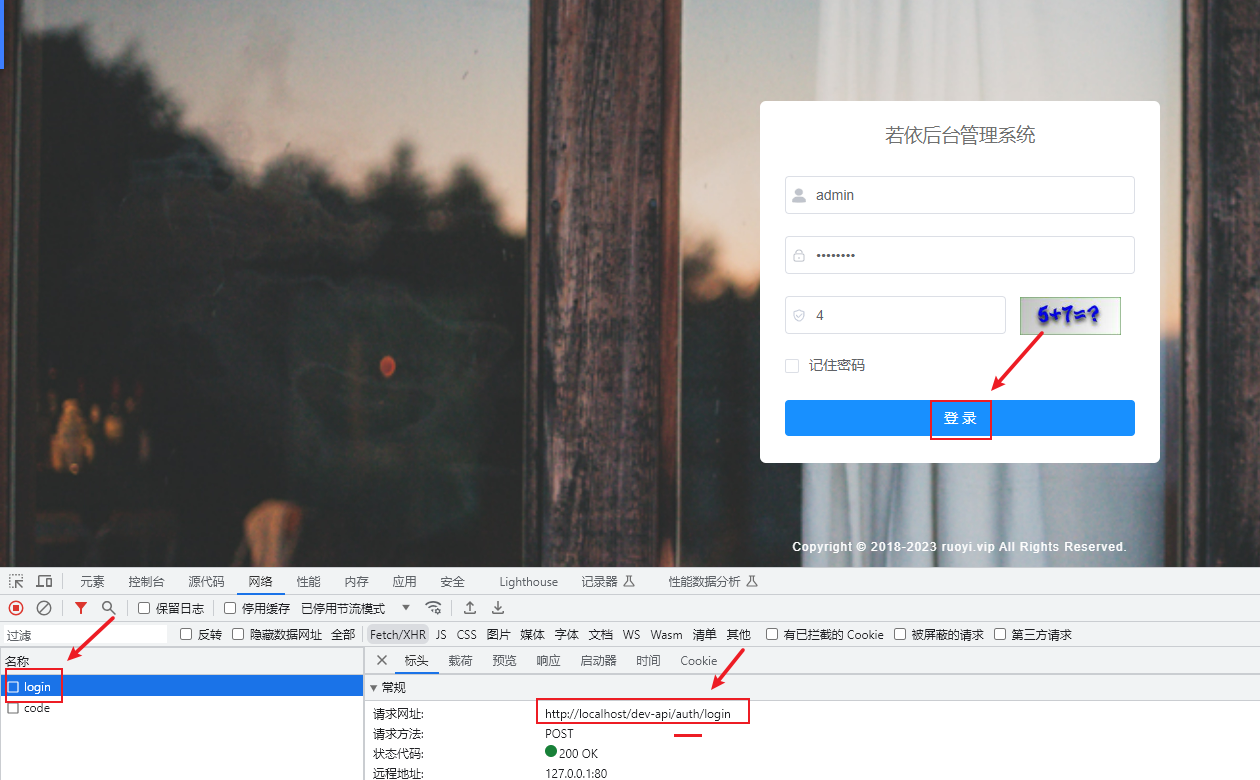 若依后台管理系统
admin
••••••••
4 5+7=?
记住密码
登 录
Copyright © 2018-2023 ruoyi.vip All Rights Reserved.
元素 控制台 源代码 网络 性能 内存 应用 安全 Lighthouse 记录器 性能数据分析
保留日志 停用缓存 已停用节流模式
过滤 反转 隐藏数据网址 全部 Fetch/XHR JS CSS 图片 媒体 字体 文档 WS Wasm 清单 其他 有已拦截的 Cookie 被屏蔽的请求 第三方请求
名称 标头 载荷 预览 响应 启动器 时间 Cookie
login 常规
code
请求网址: http://localhost/dev-api/auth/login
请求方法: POST
状态代码: 200 OK
远程地址: 127.0.0.1:80